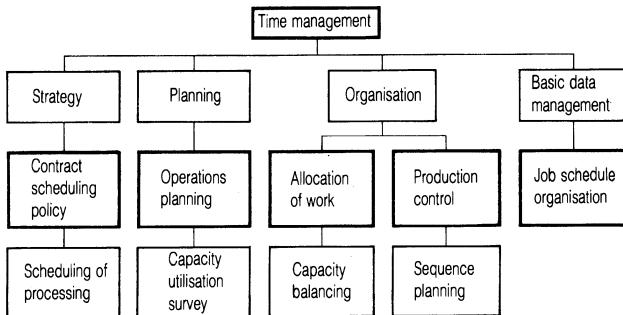 Time management
Strategy
Planning
Organisation
Basic data
management
Contract
scheduling
policy
Operations
planning
Allocation
of work
Production
control
Job schedule
organisation
Scheduling of
processing
Capacity
utilisation
survey
Capacity
balancing
Sequence
planning